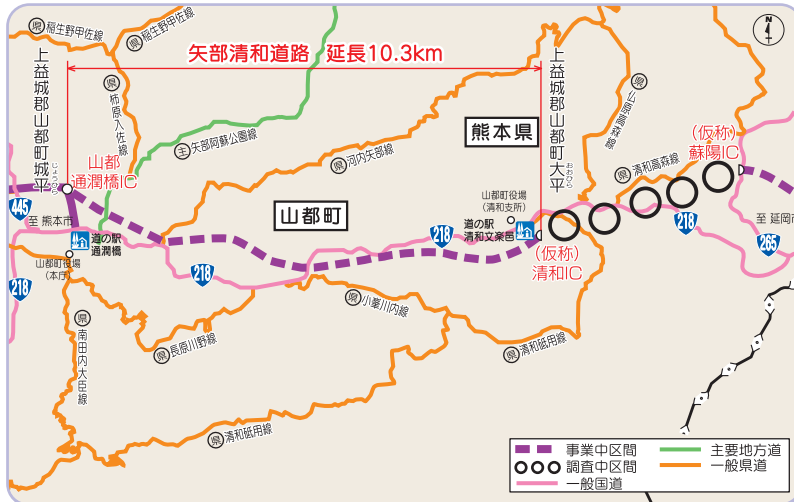 県 稲生野甲佐線
県 稲生野甲佐線
矢部清和道路 延長10.3km
N
上益城郡山都町城平
じょうひら
上益城郡山都町大平
おおひら
県
柿原入佐線
主 矢部阿蘇公園線
県 河内矢部線
熊本県
県
仏原高森線
県 清和高森線
(仮称)
蘇陽IC
山都
通潤橋IC
445
至 熊本市
山都町
山都町役場
(清和支所)
道の駅
清和文楽邑
218
218
至 延岡市
265
道の駅
通潤橋
山都町役場
(本庁)
218
218
(仮称)
清和IC
県 小峯川内線
県
南田内大臣線
県 長原川野線
県 清和砥用線
県 清和砥用線
事業中区間
調査中区間
一般国道
主要地方道
一般県道